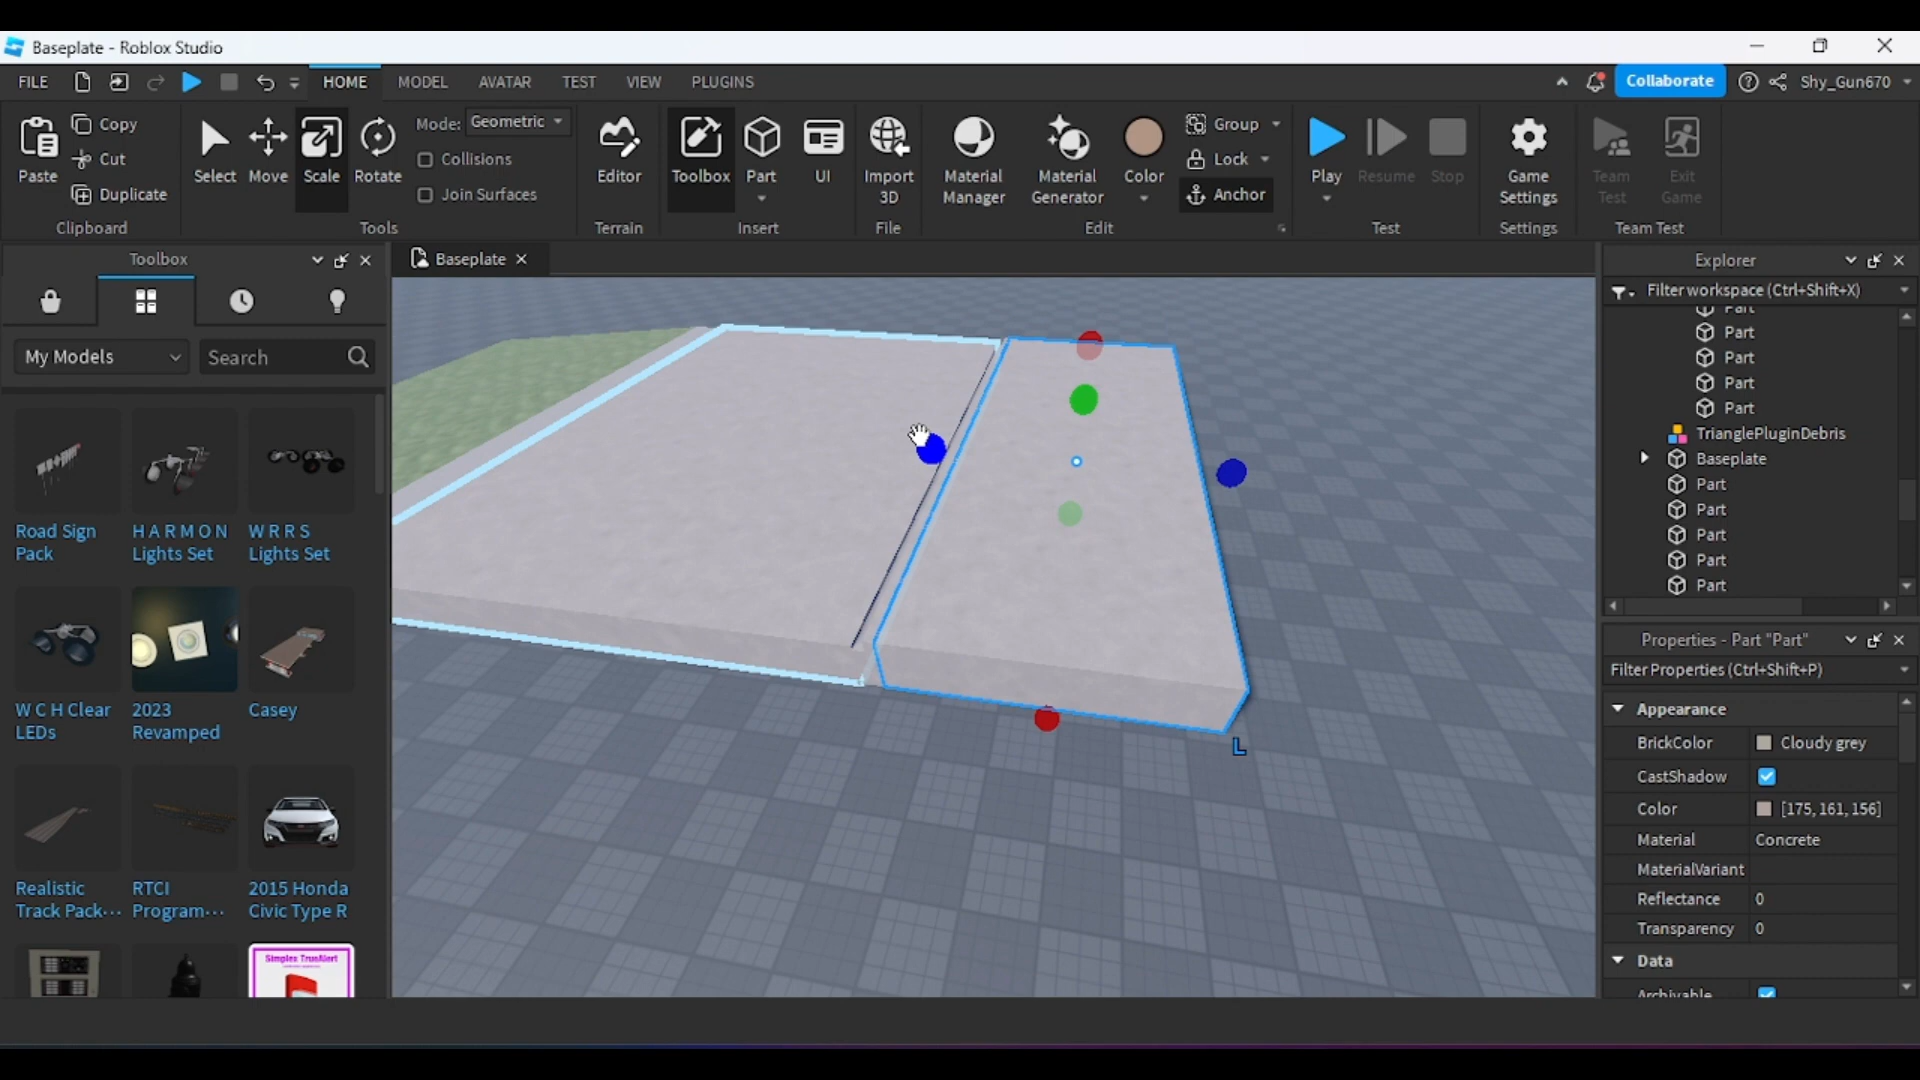 Baseplate - Roblox Studio
FILE HOME MODEL AVATAR TEST VIEW PLUGINS Collaborate Shy_Gun670
Paste
Copy
Cut
Duplicate
Clipboard
Select Move Scale Rotate
Mode: Geometric
Collisions
Join Surfaces
Tools
Editor
Terrain
Toolbox Part UI
Insert
Import
3D
File
Material
Manager
Material
Generator
Color
Group
Lock
Anchor
Edit
Play Resume Stop
Test
Game
Settings
Settings
Team
Test
Exit
Game
Team Test
Toolbox
My Models
Search
Road Sign
Pack
H A R M O N
Lights Set
W R R S
Lights Set
W C H Clear
LEDs
2023
Revamped
Casey
Realistic
Track Pack...
RTCI
Program...
2015 Honda
Civic Type R
Simplex TrueAlert
Baseplate
L
Explorer
Filter workspace (Ctrl+Shift+X)
Part
Part
Part
Part
Part
TrianglePluginDebris
Baseplate
Part
Part
Part
Part
Part
Properties - Part "Part"
Filter Properties (Ctrl+Shift+P)
Appearance
BrickColor Cloudy grey
CastShadow
Color [175, 161, 156]
Material Concrete
MaterialVariant
Reflectance 0
Transparency 0
Data
Archivable